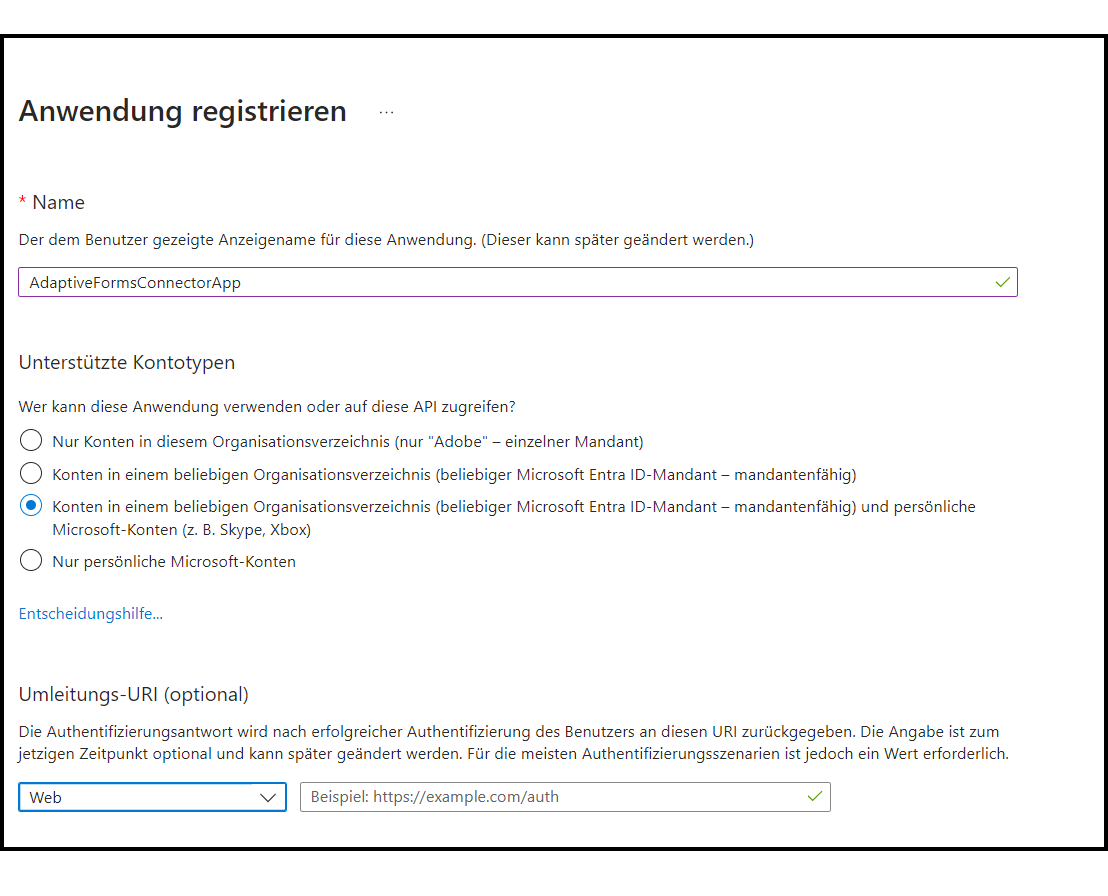 Anwendung registrieren ...
* Name
Der dem Benutzer gezeigte Anzeigename für diese Anwendung. (Dieser kann später geändert werden.)
AdaptiveFormsConnectorApp
Unterstützte Kontotypen
Wer kann diese Anwendung verwenden oder auf diese API zugreifen?
Nur Konten in diesem Organisationsverzeichnis (nur "Adobe" – einzelner Mandant)
Konten in einem beliebigen Organisationsverzeichnis (beliebiger Microsoft Entra ID-Mandant – mandantenfähig)
Konten in einem beliebigen Organisationsverzeichnis (beliebiger Microsoft Entra ID-Mandant – mandantenfähig) und persönliche
Microsoft-Konten (z. B. Skype, Xbox)
Nur persönliche Microsoft-Konten
Entscheidungshilfe...
Umleitungs-URI (optional)
Die Authentifizierungsantwort wird nach erfolgreicher Authentifizierung des Benutzers an diesen URI zurückgegeben. Die Angabe ist zum
jetzigen Zeitpunkt optional und kann später geändert werden. Für die meisten Authentifizierungsszenarien ist jedoch ein Wert erforderlich.
Web
Beispiel: https://example.com/auth